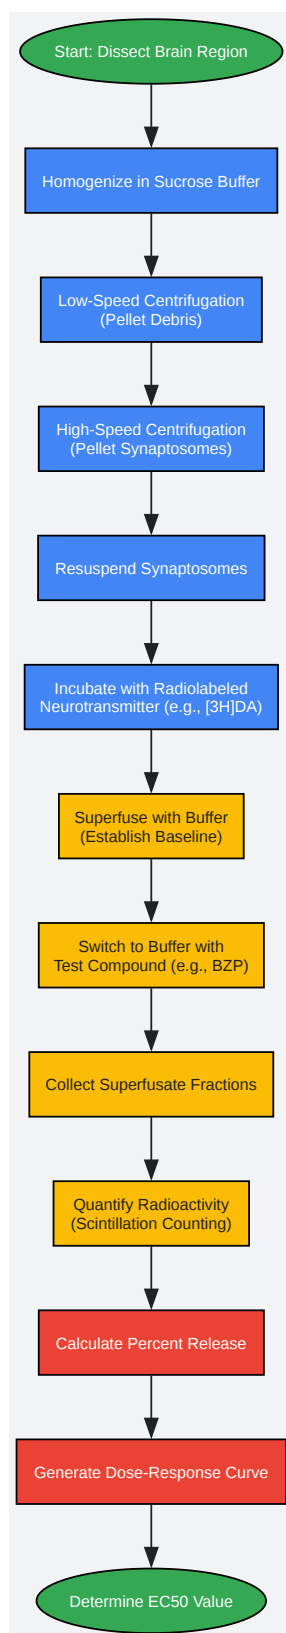 Start: Dissect Brain Region
Homogenize in Sucrose Buffer
Low-Speed Centrifugation
(Pellet Debris)
High-Speed Centrifugation
(Pellet Synaptosomes)
Resuspend Synaptosomes
Incubate with Radiolabeled
Neurotransmitter (e.g., [3H]DA)
Superfuse with Buffer
(Establish Baseline)
Switch to Buffer with
Test Compound (e.g., BZP)
Collect Superfusate Fractions
Quantify Radioactivity
(Scintillation Counting)
Calculate Percent Release
Generate Dose-Response Curve
Determine EC50 Value